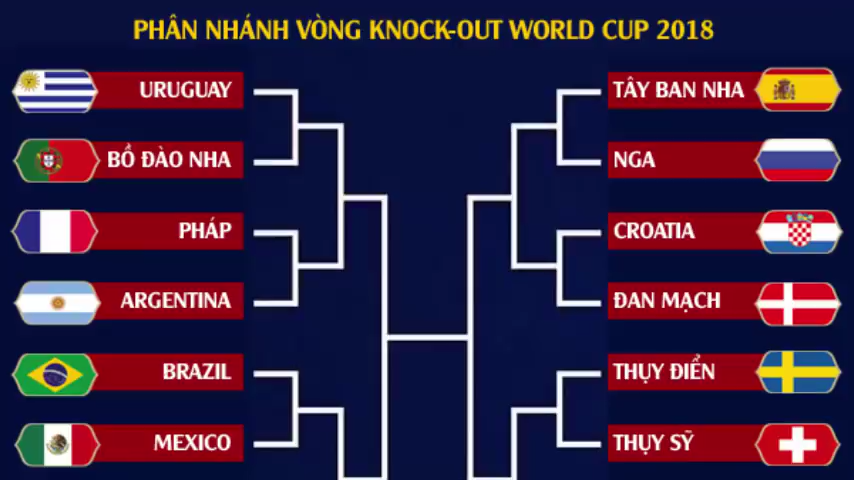 PHÂN NHÁNH VÒNG KNOCK-OUT WORLD CUP 2018
URUGUAY
BỒ ĐÀO NHA
PHÁP
ARGENTINA
BRAZIL
MEXICO
TÂY BAN NHA
NGA
CROATIA
ĐAN MẠCH
THỤY ĐIỂN
THỤY SỸ